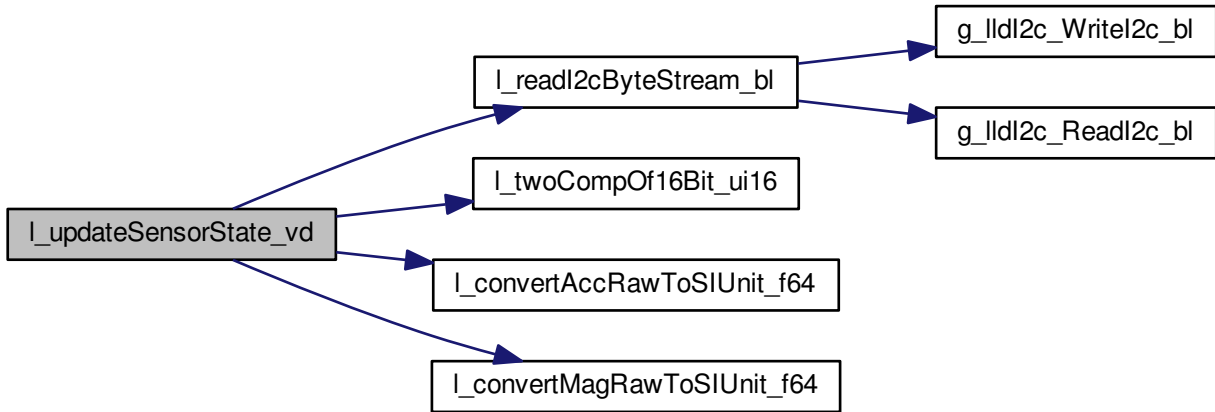 l_updateSensorState_vd
l_readI2cByteStream_bl
l_twoCompOf16Bit_ui16
l_convertAccRawToSIUnit_f64
l_convertMagRawToSIUnit_f64
g_lldI2c_WriteI2c_bl
g_lldI2c_ReadI2c_bl